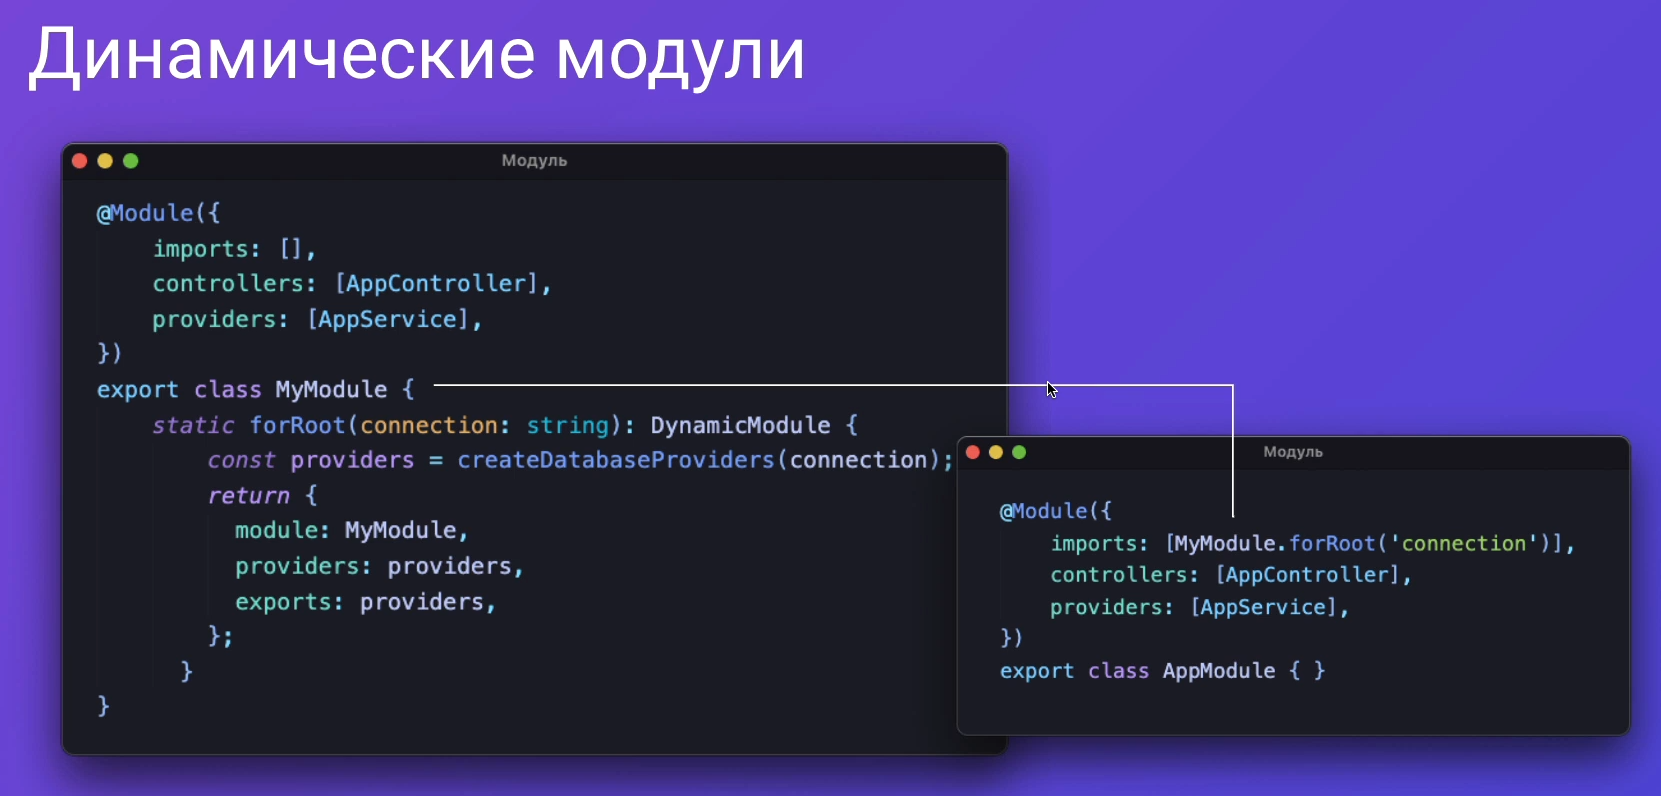 Динамические модули
Модуль
@Module({
    imports: [],
    controllers: [AppController],
    providers: [AppService],
})
export class MyModule {
    static forRoot(connection: string): DynamicModule {
        const providers = createDatabaseProviders(connection);
        return {
          module: MyModule,
          providers: providers,
          exports: providers,
        };
      }
}
Модуль
@Module({
    imports: [MyModule.forRoot('connection')],
    controllers: [AppController],
    providers: [AppService],
})
export class AppModule { }